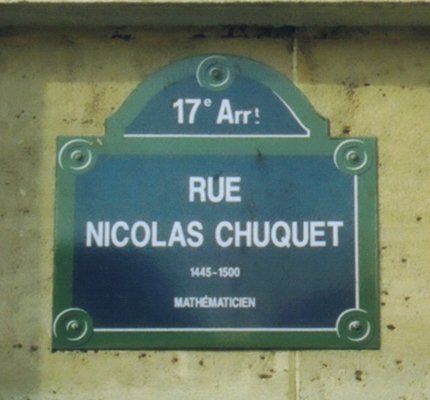 17e Arrt
RUE
NICOLAS CHUQUET
1445-1500
MATHÉMATICIEN